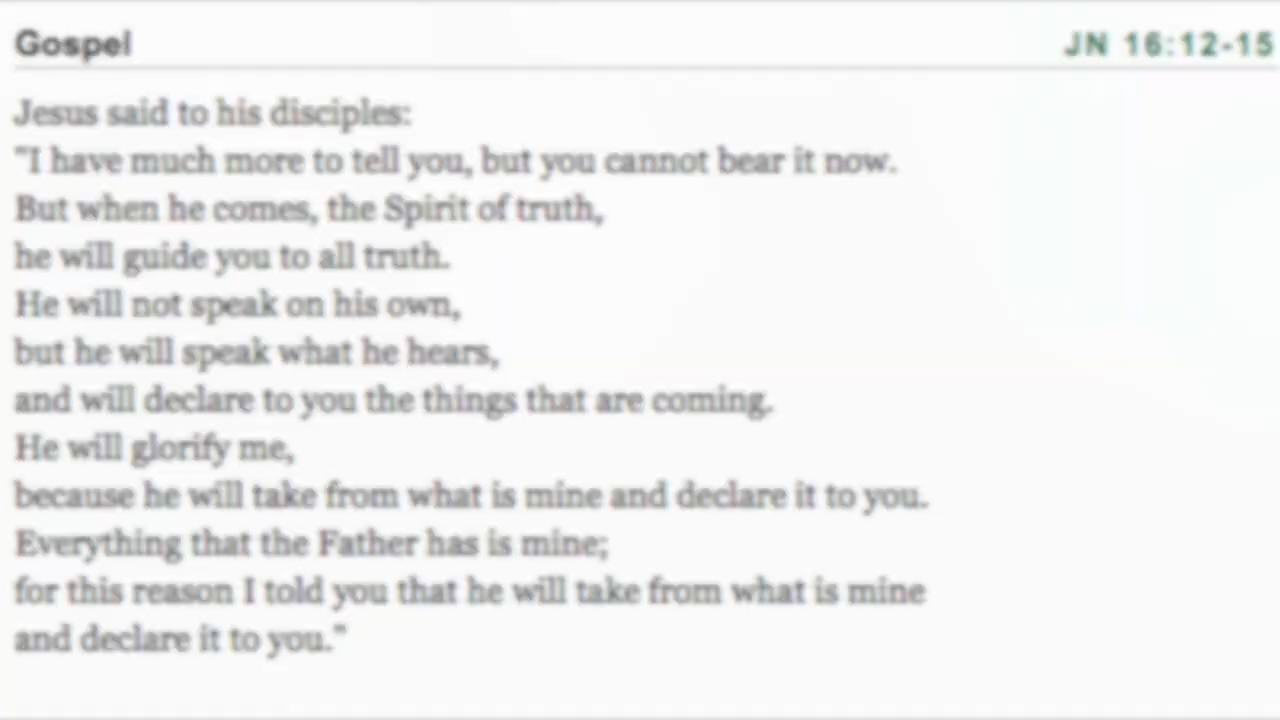 Gospel JN 16:12-15
Jesus said to his disciples:
"I have much more to tell you, but you cannot bear it now.
But when he comes, the Spirit of truth,
he will guide you to all truth.
He will not speak on his own,
but he will speak what he hears,
and will declare to you the things that are coming.
He will glorify me,
because he will take from what is mine and declare it to you.
Everything that the Father has is mine;
for this reason I told you that he will take from what is mine
and declare it to you."